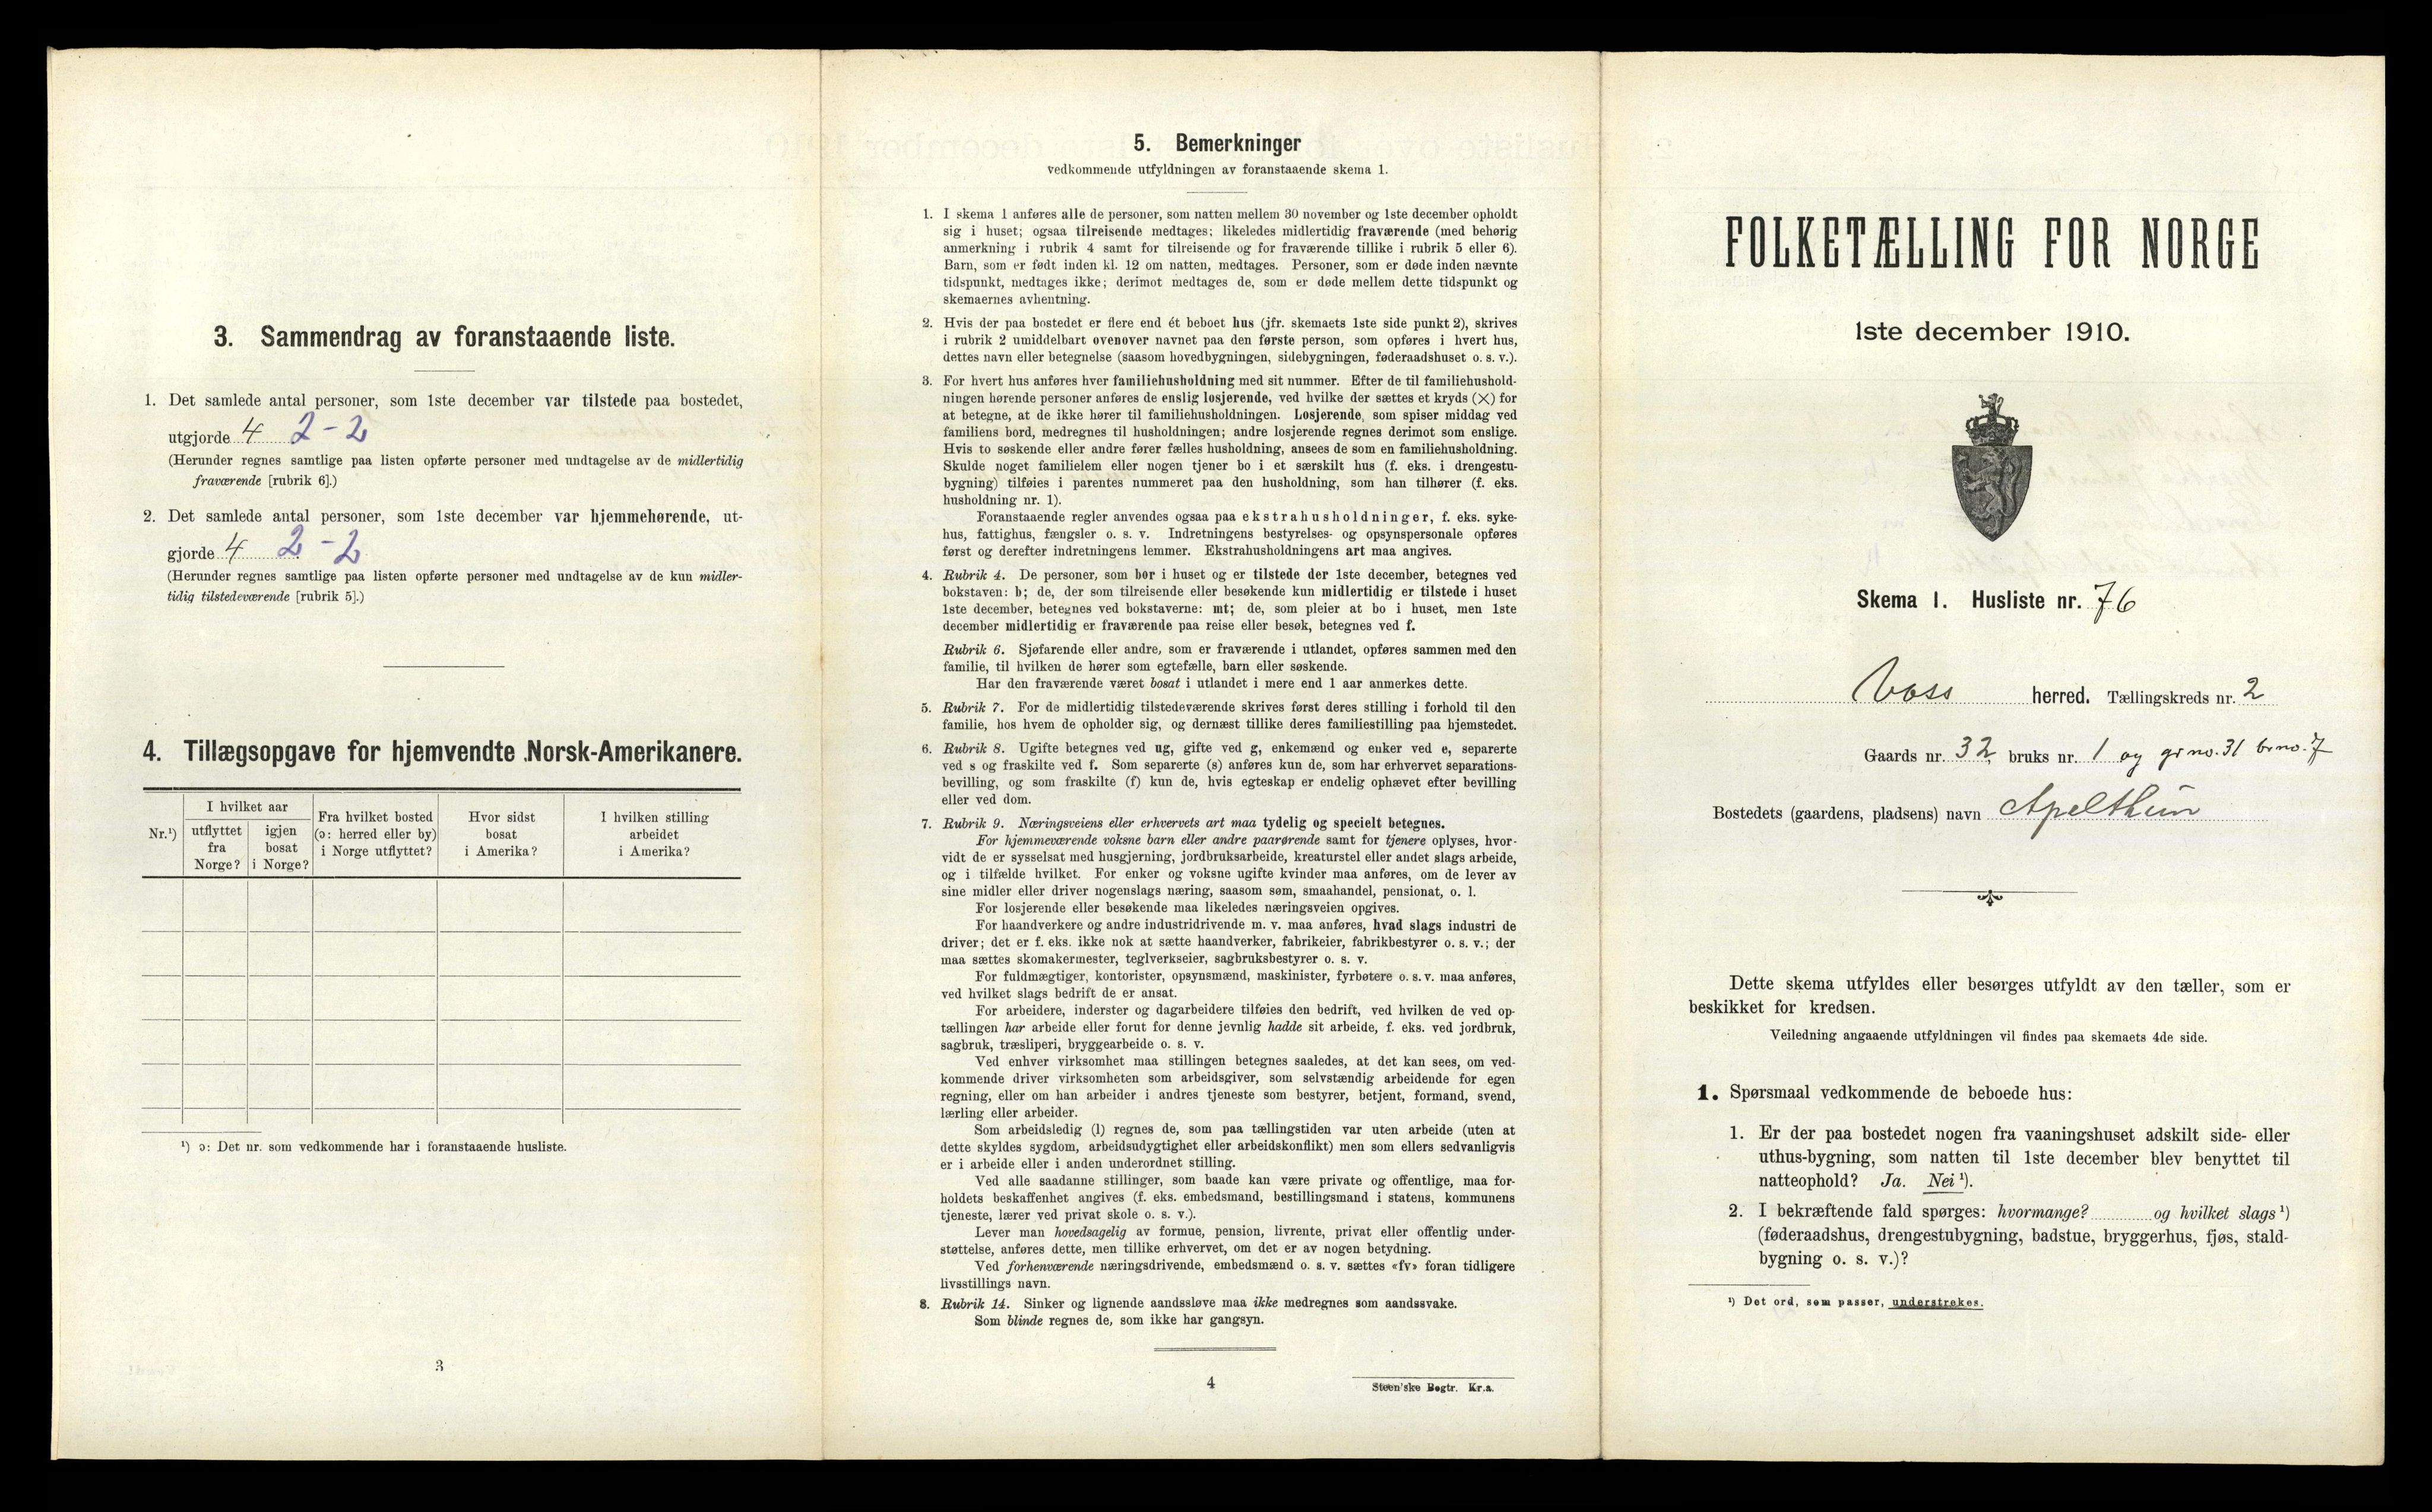 3. Sammendrag av foranstaaende liste.
1. Det samlede antal personer, som 1ste december var tilstede paa bostedet,
utgjorde 4 2-2
(Herunder regnes samtlige paa listen opførte personer med undtagelse av de midlertidig
fraværende [rubrik 6].)
2. Det samlede antal personer, som 1ste december var hjemmehørende, ut-
gjorde 4 2-2
(Herunder regnes samtlige paa listen opførte personer med undtagelse av de kun midler-
tidig tilstedeværende [rubrik 5].)
4. Tillægsopgave for hjemvendte Norsk-Amerikanere.
Nr.¹)
I hvilket aar
utflyttet
fra
Norge?
igjen
bosat
i Norge?
Fra hvilket bosted
(ɔ: herred eller by)
i Norge utflyttet?
Hvor sidst
bosat
i Amerika?
I hvilken stilling
arbeidet
i Amerika?
¹) ɔ: Det nr. som vedkommende har i foranstaaende husliste.
3
5. Bemerkninger
vedkommende utfyldningen av foranstaaende skema 1.
1. I skema 1 anføres alle de personer, som natten mellem 30 november og 1ste december opholdt
sig i huset; ogsaa tilreisende medtages; likeledes midlertidig fraværende (med behørig
anmerkning i rubrik 4 samt for tilreisende og for fraværende tillike i rubrik 5 eller 6).
Barn, som er født inden kl. 12 om natten, medtages. Personer, som er døde inden nævnte
tidspunkt, medtages ikke; derimot medtages de, som er døde mellem dette tidspunkt og
skemaernes avhentning.
2. Hvis der paa bostedet er flere end ét beboet hus (jfr. skemaets 1ste side punkt 2), skrives
i rubrik 2 umiddelbart ovenover navnet paa den første person, som opføres i hvert hus,
dettes navn eller betegnelse (saasom hovedbygningen, sidebygningen, føderaadshuset o. s. v.).
3. For hvert hus anføres hver familiehusholdning med sit nummer. Efter de til familiehushold-
ningen hørende personer anføres de enslig losjerende, ved hvilke der sættes et kryds (×) for
at betegne, at de ikke hører til familiehusholdningen. Losjerende, som spiser middag ved
familiens bord, medregnes til husholdningen; andre losjerende regnes derimot som enslige.
Hvis to søskende eller andre fører fælles husholdning, ansees de som en familiehusholdning.
Skulde noget familielem eller nogen tjener bo i et særskilt hus (f. eks. i drengestu-
bygning) tilføies i parentes nummeret paa den husholdning, som han tilhører (f. eks.
husholdning nr. 1).
Foranstaaende regler anvendes ogsaa paa ekstrahusholdninger, f. eks. syke-
hus, fattighus, fængsler o. s. v. Indretningens bestyrelses- og opsynspersonale opføres
først og derefter indretningens lemmer. Ekstrahusholdningens art maa angives.
4. Rubrik 4. De personer, som bor i huset og er tilstede der 1ste december, betegnes ved
bokstaven: b; de, der som tilreisende eller besøkende kun midlertidig er tilstede i huset
1ste december, betegnes ved bokstaverne: mt; de, som pleier at bo i huset, men 1ste
december midlertidig er fraværende paa reise eller besøk, betegnes ved f.
Rubrik 6. Sjøfarende eller andre, som er fraværende i utlandet, opføres sammen med den
familie, til hvilken de hører som egtefælle, barn eller søskende.
Har den fraværende været bosat i utlandet i mere end 1 aar anmerkes dette.
5. Rubrik 7. For de midlertidig tilstedeværende skrives først deres stilling i forhold til den
familie, hos hvem de opholder sig, og dernæst tillike deres familiestilling paa hjemstedet.
6. Rubrik 8. Ugifte betegnes ved ug, gifte ved g, enkemænd og enker ved e, separerte
ved s og fraskilte ved f. Som separerte (s) anføres kun de, som har erhvervet separations-
bevilling, og som fraskilte (f) kun de, hvis egteskap er endelig ophævet efter bevilling
eller ved dom.
7. Rubrik 9. Næringsveiens eller erhvervets art maa tydelig og specielt betegnes.
For hjemmeværende voksne barn eller andre paarørende samt for tjenere oplyses, hvor-
vidt de er sysselsat med husgjerning, jordbruksarbeide, kreaturstel eller andet slags arbeide,
og i tilfælde hvilket. For enker og voksne ugifte kvinder maa anføres, om de lever av
sine midler eller driver nogenslags næring, saasom søm, smaahandel, pensionat, o. l.
For losjerende eller besøkende maa likeledes næringsveien opgives.
For haandverkere og andre industridrivende m. v. maa anføres, hvad slags industri de
driver; det er f. eks. ikke nok at sætte haandverker, fabrikeier, fabrikbestyrer o. s. v.; der
maa sættes skomakermester, teglverkseier, sagbruksbestyrer o. s. v.
For fuldmægtiger, kontorister, opsynsmænd, maskinister, fyrbøtere o. s. v. maa anføres,
ved hvilket slags bedrift de er ansat.
For arbeidere, inderster og dagarbeidere tilføies den bedrift, ved hvilken de ved op-
tællingen har arbeide eller forut for denne jevnlig hadde sit arbeide, f. eks. ved jordbruk,
sagbruk, træsliperi, bryggearbeide o. s. v.
Ved enhver virksomhet maa stillingen betegnes saaledes, at det kan sees, om ved-
kommende driver virksomheten som arbeidsgiver, som selvstændig arbeidende for egen
regning, eller om han arbeider i andres tjeneste som bestyrer, betjent, formand, svend,
lærling eller arbeider.
Som arbeidsledig (l) regnes de, som paa tællingstiden var uten arbeide (uten at
dette skyldes sygdom, arbeidsudygtighet eller arbeidskonflikt) men som ellers sedvanligvis
er i arbeide eller i anden underordnet stilling.
Ved alle saadanne stillinger, som baade kan være private og offentlige, maa for-
holdets beskaffenhet angives (f. eks. embedsmand, bestillingsmand i statens, kommunens
tjeneste, lærer ved privat skole o. s. v.).
Lever man hovedsagelig av formue, pension, livrente, privat eller offentlig under-
støttelse, anføres dette, men tillike erhvervet, om det er av nogen betydning.
Ved forhenværende næringsdrivende, embedsmænd o. s. v. sættes «fv» foran tidligere
livsstillings navn.
8. Rubrik 14. Sinker og lignende aandssløve maa ikke medregnes som aandssvake.
Som blinde regnes de, som ikke har gangsyn.
4
Steen'ske Bogtr. Kr.a.
FOLKETÆLLING FOR NORGE
1ste december 1910.
Skema 1. Husliste nr. 76
Voss herred. Tællingskreds nr. 2
Gaards nr. 32, bruks nr. 1 og gr no. 31 br no. 7
Bostedets (gaardens, pladsens) navn Apelthun
Dette skema utfyldes eller besørges utfyldt av den tæller, som er
beskikket for kredsen.
Veiledning angaaende utfyldningen vil findes paa skemaets 4de side.
1. Spørsmaal vedkommende de beboede hus:
1. Er der paa bostedet nogen fra vaaningshuset adskilt side- eller
uthus-bygning, som natten til 1ste december blev benyttet til
natteophold? Ja. Nei ¹).
2. I bekræftende fald spørges: hvormange? og hvilket slags ¹)
(føderaadshus, drengestubygning, badstue, bryggerhus, fjøs, stald-
bygning o. s. v.)?
¹) Det ord, som passer, understrekes.